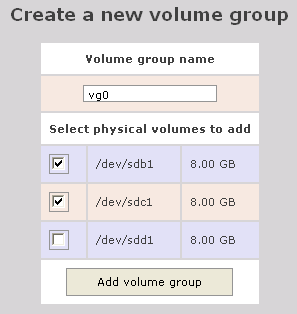 Create a new volume group
Volume group name
vg0
Select physical volumes to add
/dev/sdb1 8.00 GB
/dev/sdc1 8.00 GB
/dev/sdd1 8.00 GB
Add volume group